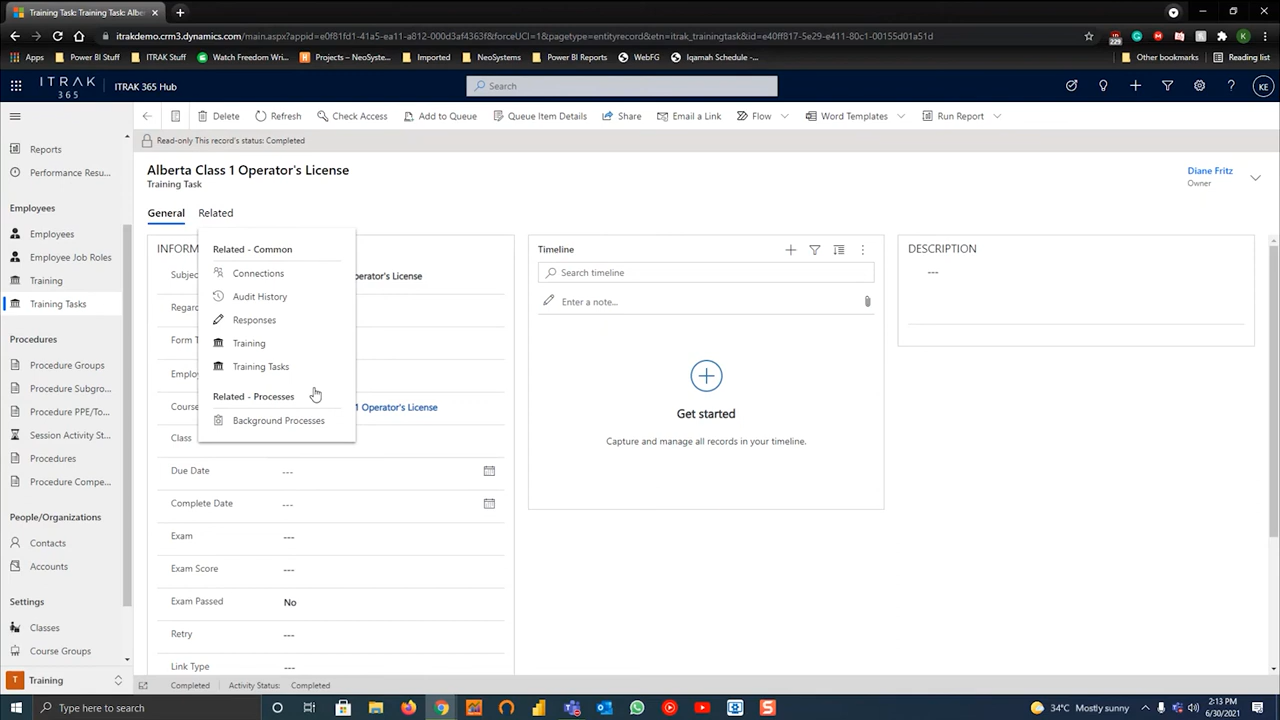 Training Task: Training Task: Albe
itrakdemo.crm3.dynamics.com/main.aspx?appid=e0f81fd1-41a5-ea11-a812-000d3af4363f&forceUCI=1&pagetype=entityrecord&etn=itrak_trainingtask&id=e40ff817-5e29-e411-80c1-00155d01a51d
229
K
Apps
Power BI Stuff
ITRAK Stuff
Watch Freedom Wri...
Projects – NeoSyste...
Imported
NeoSystems
Power BI Reports
WebFG
Iqamah Schedule -...
Other bookmarks
Reading list
ITRAK
365
ITRAK 365 Hub
Search
KE
Delete
Refresh
Check Access
Add to Queue
Queue Item Details
Share
Email a Link
Flow
Word Templates
Run Report
Read-only This record's status: Completed
Reports
Performance Resu...
Employees
Employees
Employee Job Roles
Training
Training Tasks
Procedures
Procedure Groups
Procedure Subgro...
Procedure PPE/To...
Session Activity St...
Procedures
Procedure Compe...
People/Organizations
Contacts
Accounts
Settings
Classes
Course Groups
T Training
Alberta Class 1 Operator's License
Training Task
Diane Fritz
Owner
General
Related
INFORM
Subjec
perator's License
Regar
Form T
Emplo
Cours
1 Operator's License
Class
Due Date
---
Complete Date
---
Exam
---
Exam Score
---
Exam Passed
No
Retry
---
Link Type
---
Related - Common
Connections
Audit History
Responses
Training
Training Tasks
Related - Processes
Background Processes
Timeline
Search timeline
Enter a note...
Get started
Capture and manage all records in your timeline.
DESCRIPTION
---
Completed
Activity Status:
Completed
Type here to search
34°C Mostly sunny
2:13 PM
6/30/2021